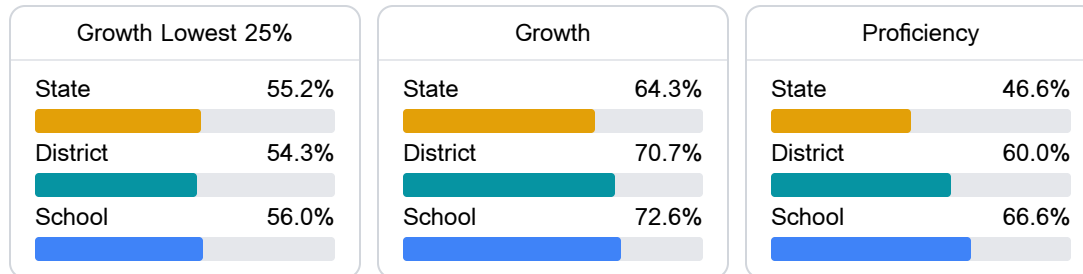 Growth Lowest 25%
State 55.2%
District 54.3%
School 56.0%
Growth
State 64.3%
District 70.7%
School 72.6%
Proficiency
State 46.6%
District 60.0%
School 66.6%